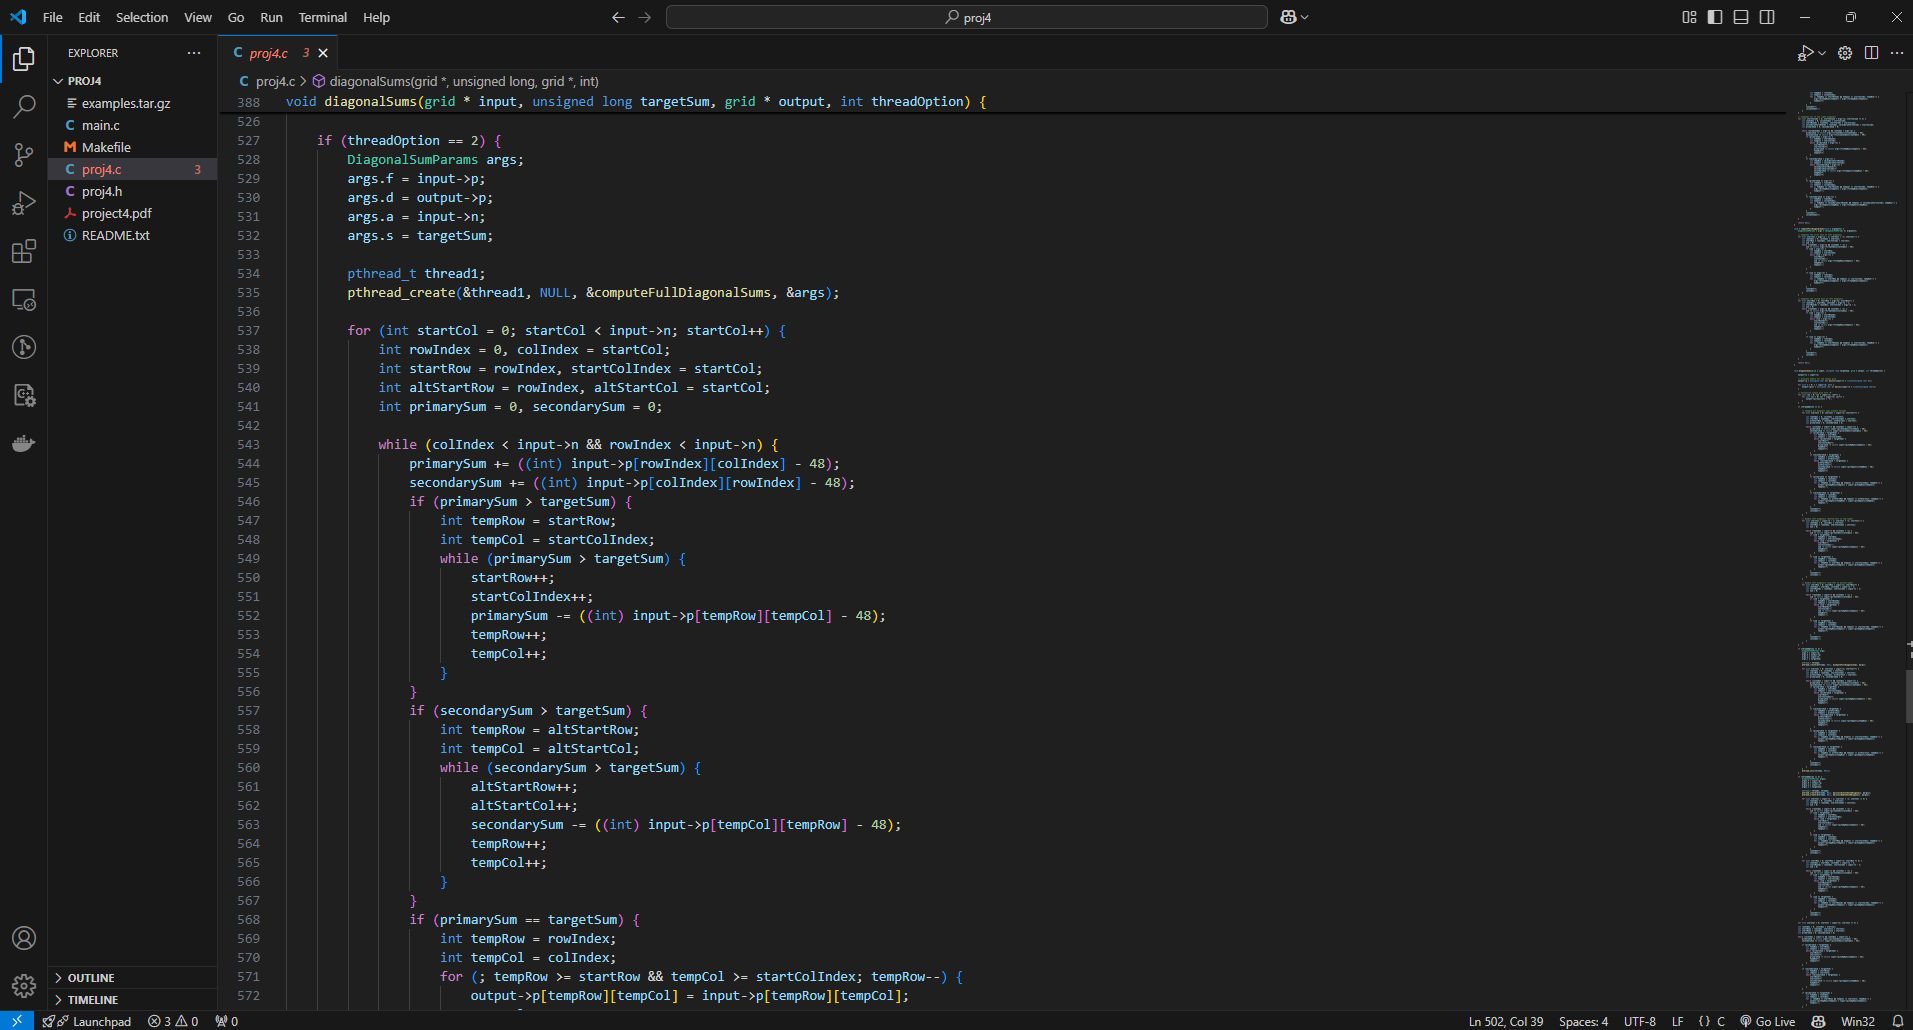 File Edit Selection View Go Run Terminal Help
proj4
EXPLORER
PROJ4
examples.tar.gz
main.c
Makefile
proj4.c 3
proj4.h
project4.pdf
README.txt
OUTLINE
TIMELINE
proj4.c 3
proj4.c > diagonalSums(grid *, unsigned long, grid *, int)
388 void diagonalSums(grid * input, unsigned long targetSum, grid * output, int threadOption) {
526
527 if (threadOption == 2) {
528 DiagonalSumParams args;
529 args.f = input->p;
530 args.d = output->p;
531 args.a = input->n;
532 args.s = targetSum;
533
534 pthread_t thread1;
535 pthread_create(&thread1, NULL, &computeFullDiagonalSums, &args);
536
537 for (int startCol = 0; startCol < input->n; startCol++) {
538 int rowIndex = 0, colIndex = startCol;
539 int startRow = rowIndex, startColIndex = startCol;
540 int altStartRow = rowIndex, altStartCol = startCol;
541 int primarySum = 0, secondarySum = 0;
542
543 while (colIndex < input->n && rowIndex < input->n) {
544 primarySum += ((int) input->p[rowIndex][colIndex] - 48);
545 secondarySum += ((int) input->p[colIndex][rowIndex] - 48);
546 if (primarySum > targetSum) {
547 int tempRow = startRow;
548 int tempCol = startColIndex;
549 while (primarySum > targetSum) {
550 startRow++;
551 startColIndex++;
552 primarySum -= ((int) input->p[tempRow][tempCol] - 48);
553 tempRow++;
554 tempCol++;
555 }
556 }
557 if (secondarySum > targetSum) {
558 int tempRow = altStartRow;
559 int tempCol = altStartCol;
560 while (secondarySum > targetSum) {
561 altStartRow++;
562 altStartCol++;
563 secondarySum -= ((int) input->p[tempCol][tempRow] - 48);
564 tempRow++;
565 tempCol++;
566 }
567 }
568 if (primarySum == targetSum) {
569 int tempRow = rowIndex;
570 int tempCol = colIndex;
571 for (; tempRow >= startRow && tempCol >= startColIndex; tempRow--) {
572 output->p[tempRow][tempCol] = input->p[tempRow][tempCol];
Launchpad 3 0 0 Ln 502, Col 39 Spaces: 4 UTF-8 LF {} C Go Live Win32